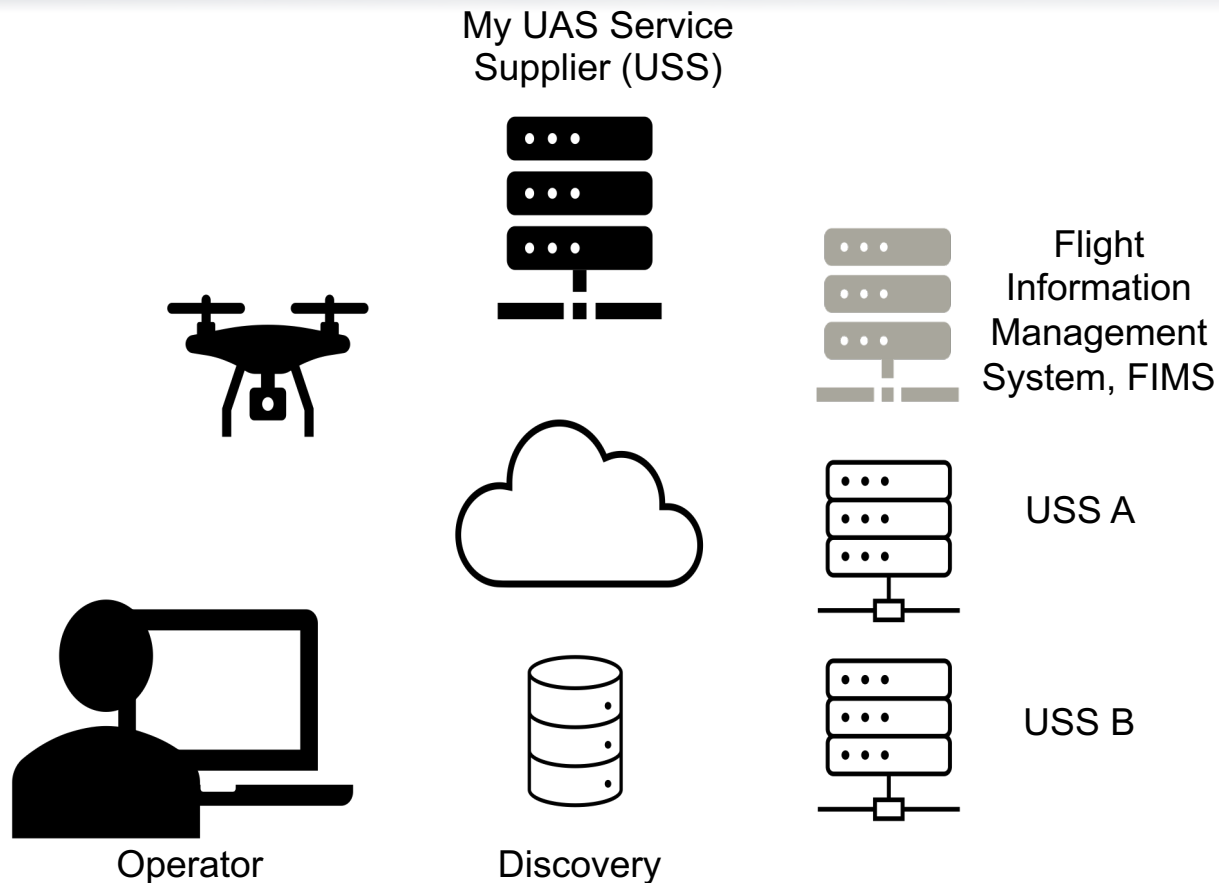 My UAS Service
Supplier (USS)
Flight
Information
Management
System, FIMS
USS A
USS B
Operator
Discovery